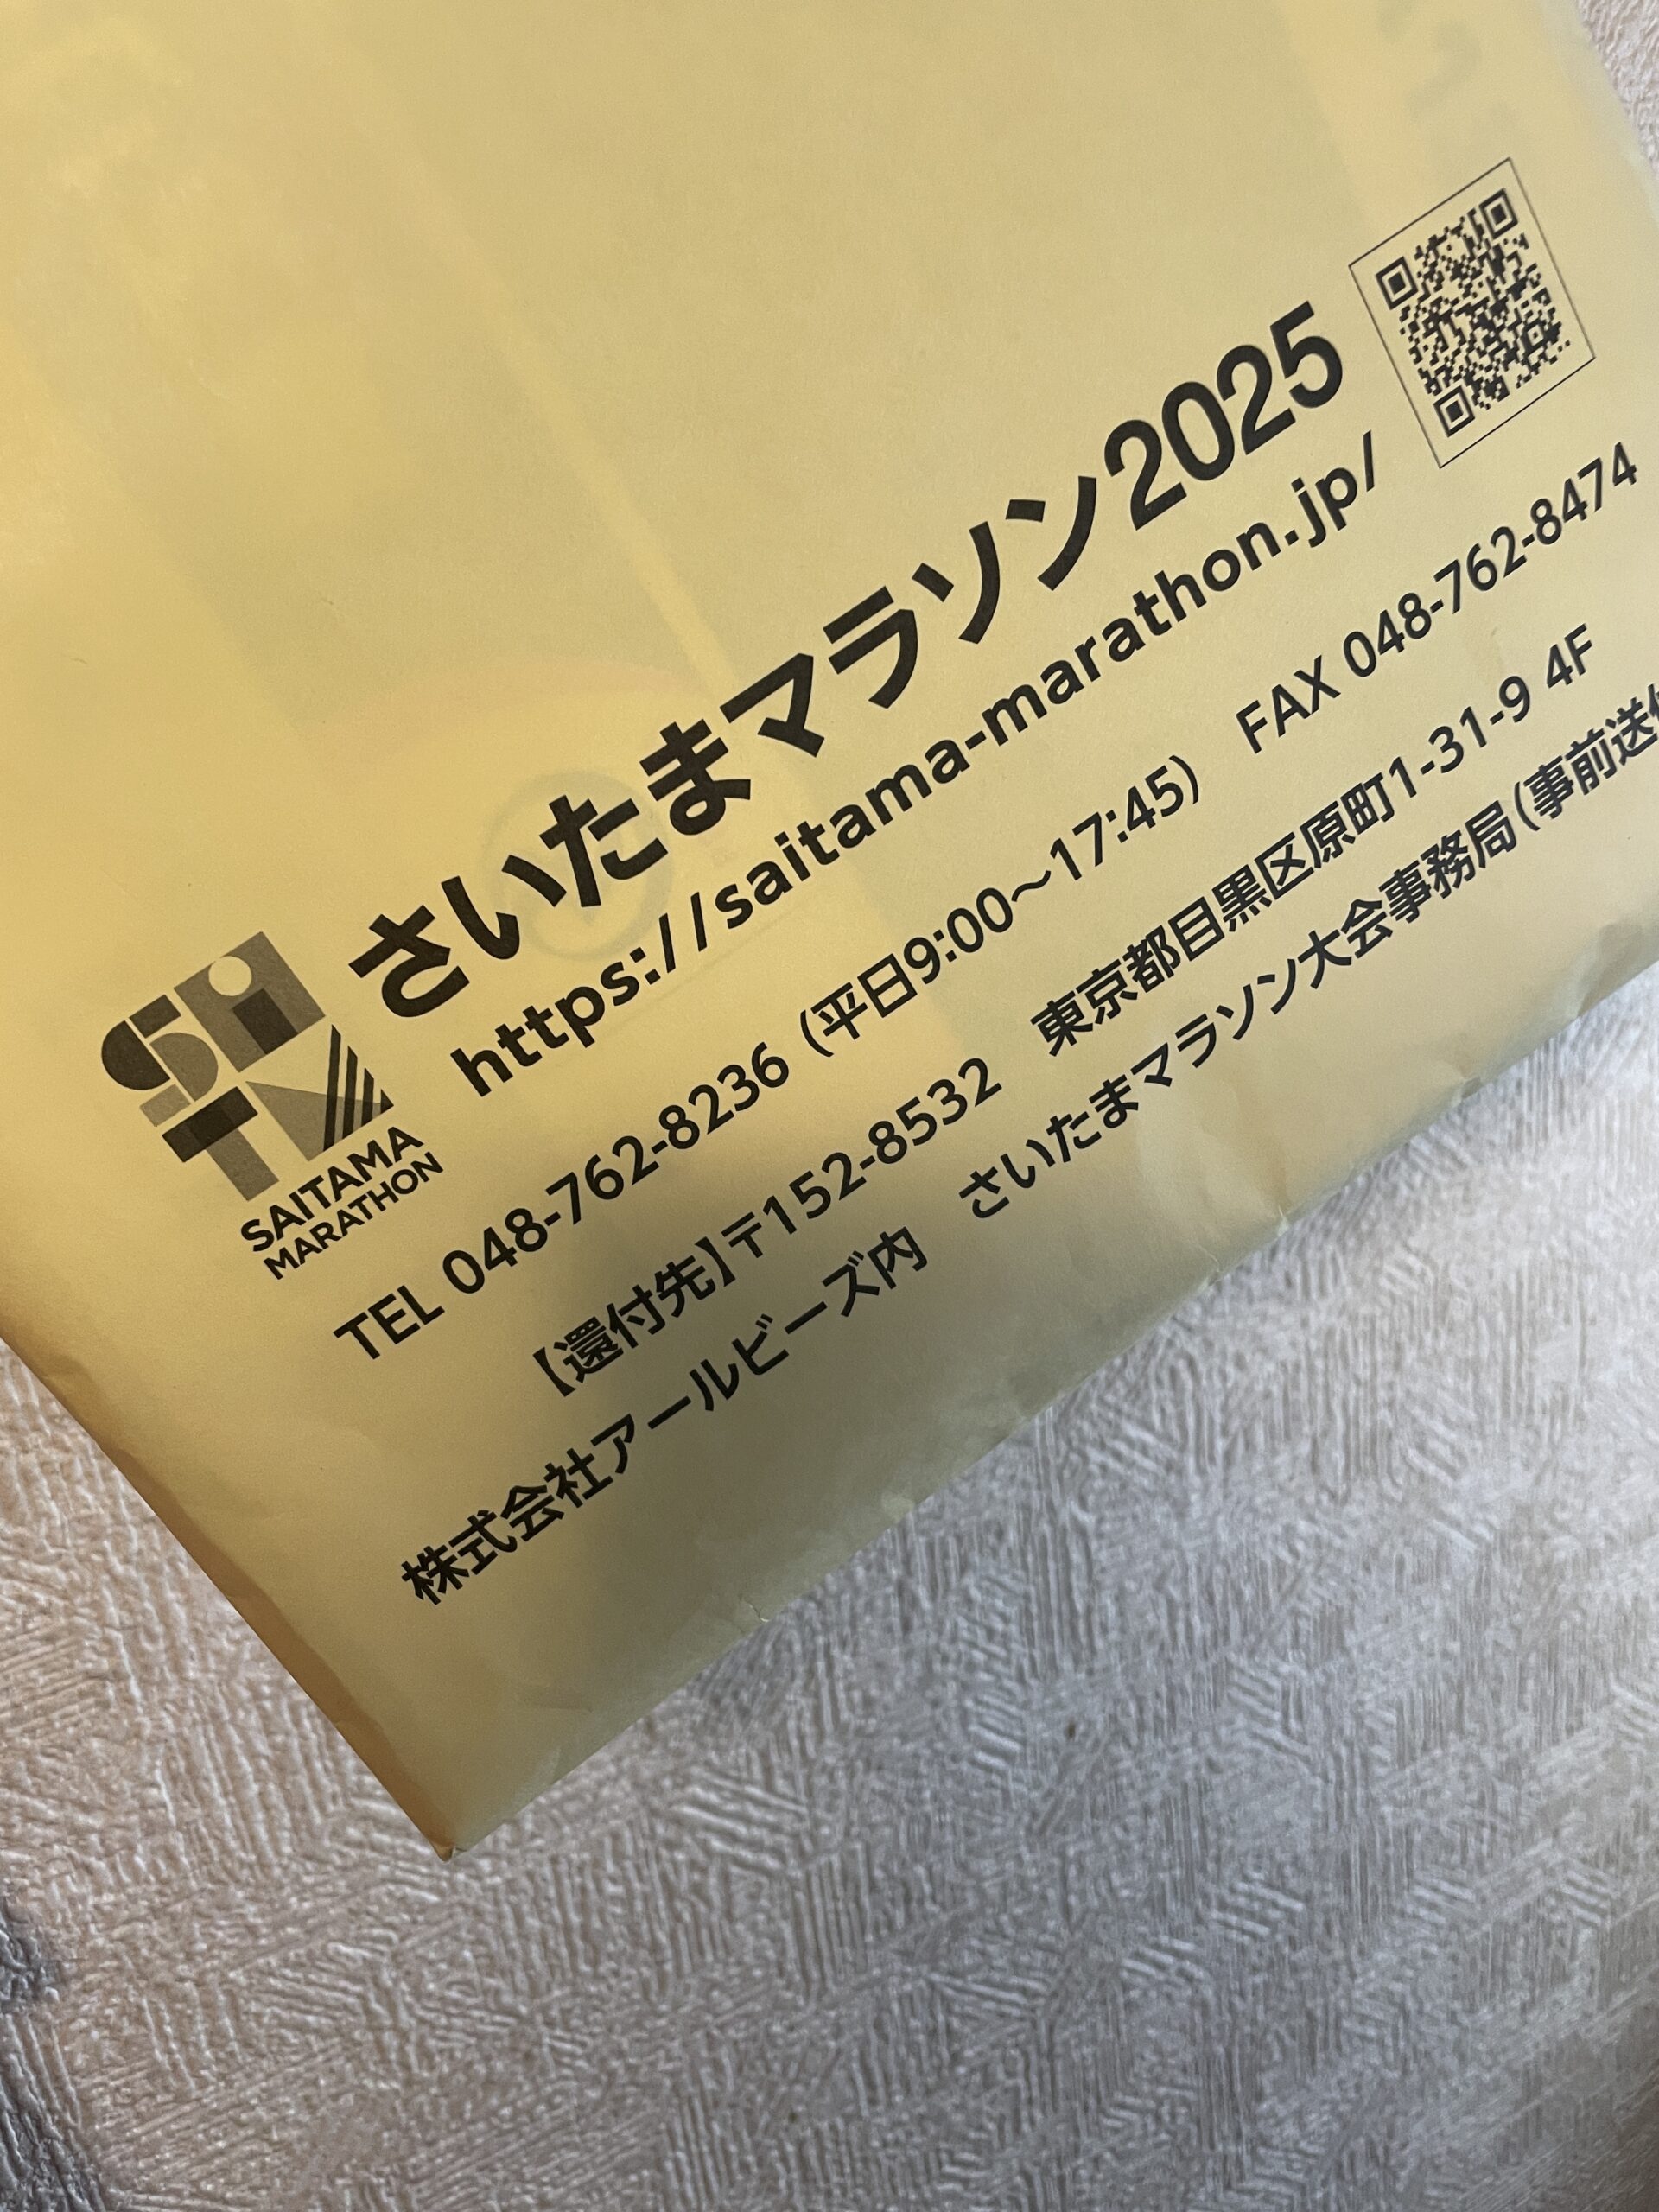 さいたまマラソン2025
https://saitama-marathon.jp/
SAITAMA
MARATHON
TEL 048-762-8236 (平日9:00～17:45) FAX 048-762-8474
【還付先】〒152-8532 東京都目黒区原町1-31-9 4F
株式会社アールビーズ内 さいたまマラソン大会事務局(事前送